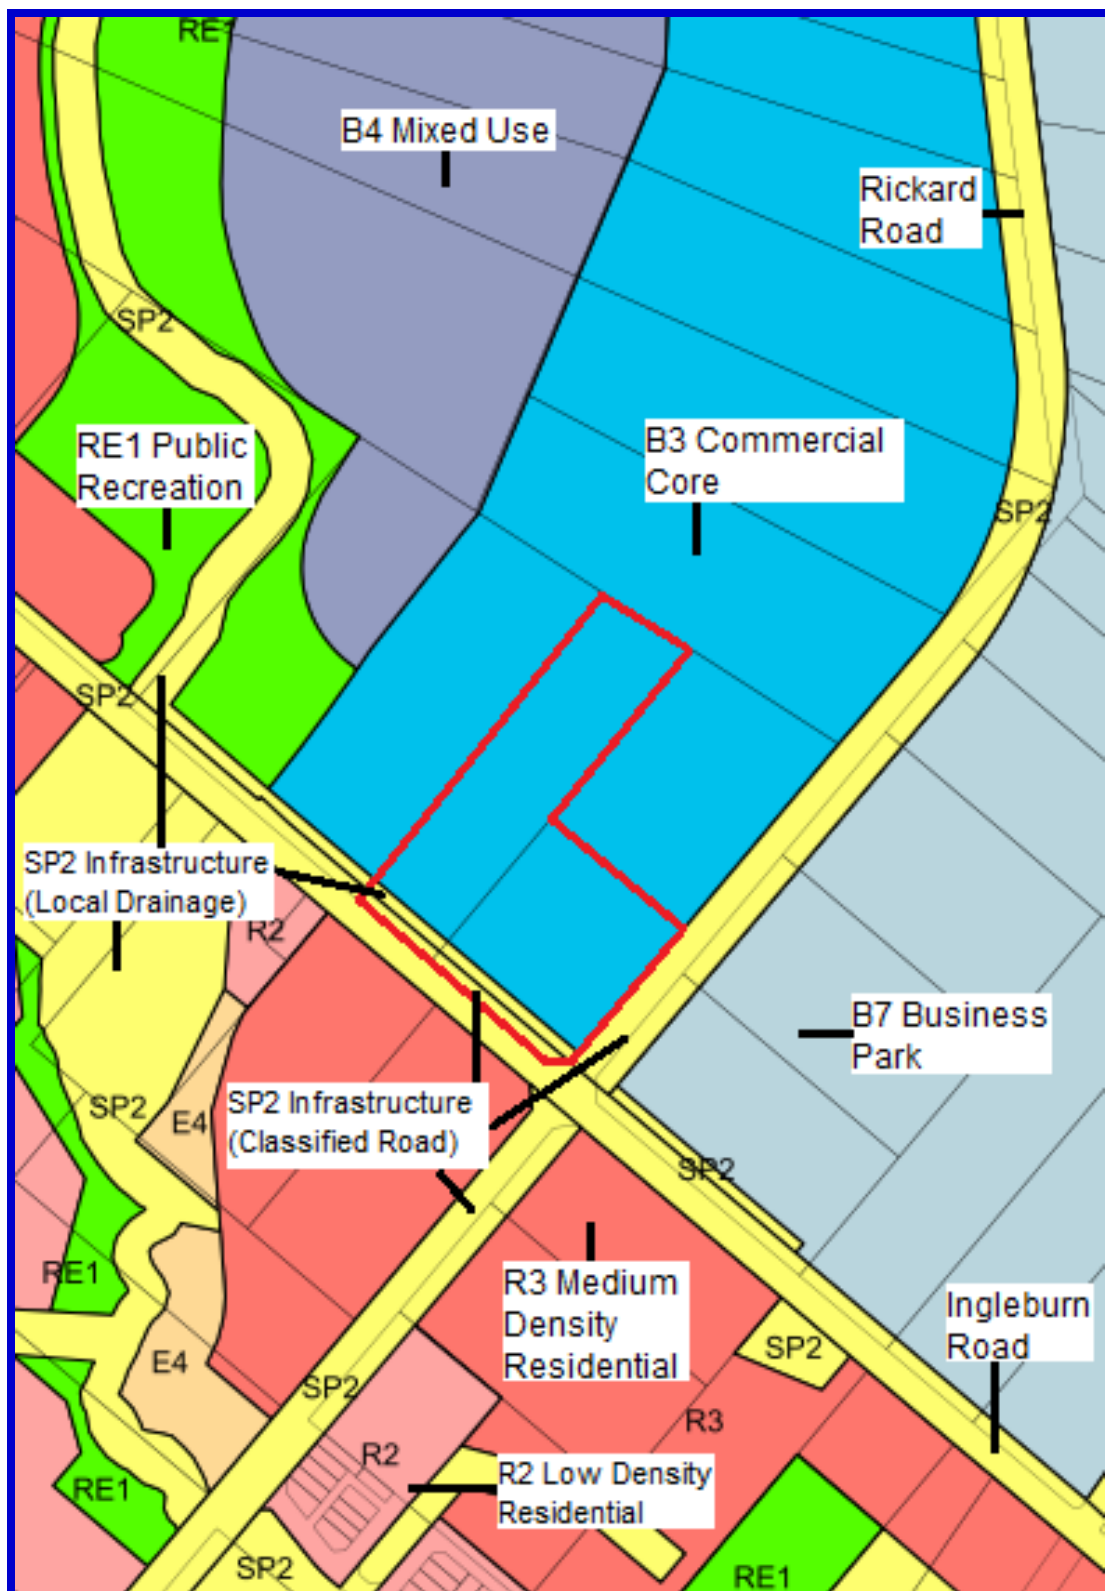 RE1
B4 Mixed Use
Rickard
Road
SP2
RE1 Public
Recreation
B3 Commercial
Core
SP2
SP2
SP2 Infrastructure
(Local Drainage)
R2
B7 Business
Park
SP2
E4
SP2 Infrastructure
(Classified Road)
SP2
RE1
R3 Medium
Density
Residential
Ingleburn
Road
SP2
E4
SP2
R3
R2
R2 Low Density
Residential
RE1
SP2
RE1